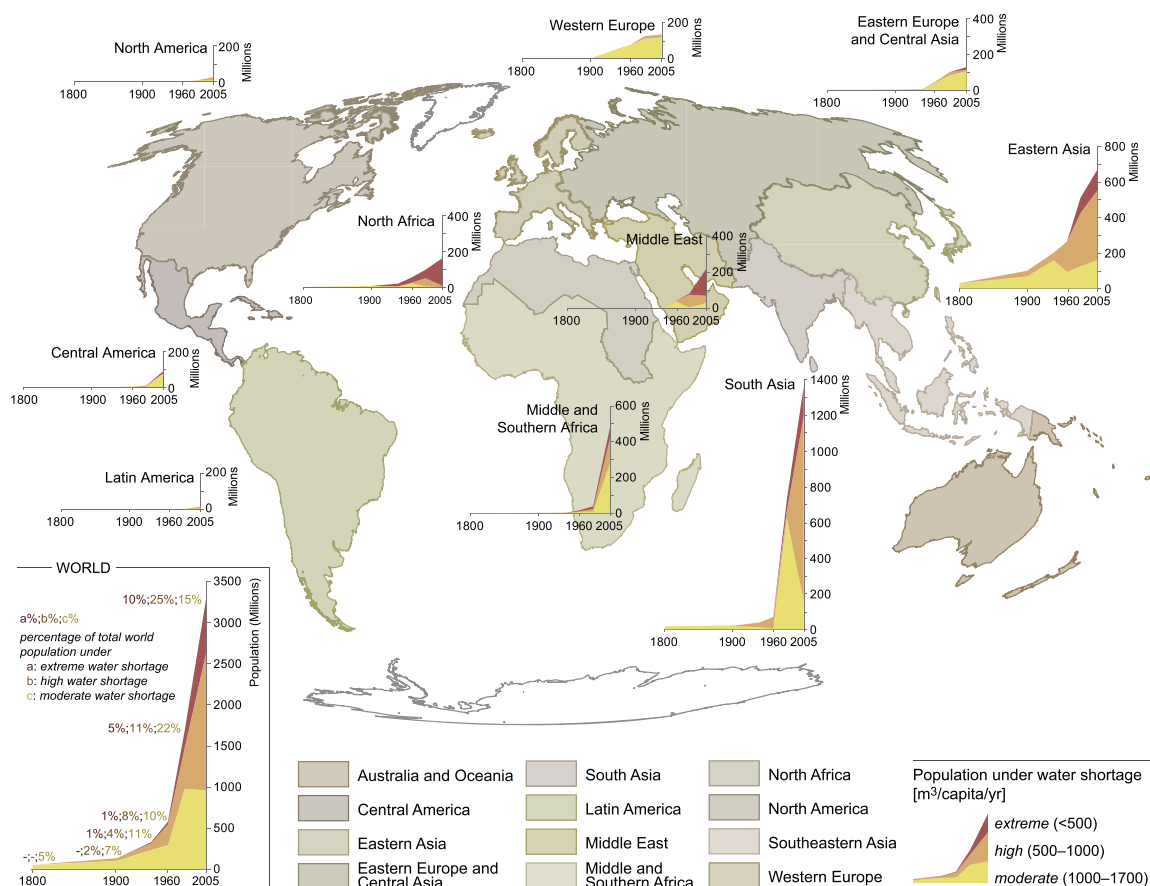 North America
200
0
Millions
1800
1900
1960
2005
Western Europe
200
0
Millions
1800
1900
1960
2005
Eastern Europe
and Central Asia
400
200
0
Millions
1800
1900
1960
2005
Eastern Asia
800
600
400
200
0
Millions
1800
1900
1960
2005
North Africa
400
200
0
Millions
1800
1900
1960
2005
Middle East
400
200
0
Millions
1800
1900
1960 2005
Central America
200
0
Millions
1800
1900
1960
2005
South Asia
1400
1200
1000
800
600
400
200
0
Millions
1800
1900
1960
2005
Middle and
Southern Africa
600
400
200
0
Millions
1800
1900
1960
2005
Latin America
200
0
Millions
1800
1900
1960
2005
WORLD
a%;b%;c%
percentage of total world
population under
a: extreme water shortage
b: high water shortage
c: moderate water shortage
10%;25%;15%
5%;11%;22%
1%;8%;10%
1%;4%;11%
-;2%;7%
-;-;5%
3500
3000
2500
2000
1500
1000
500
0
Population (Millions)
1800
1900
1960
2005
Australia and Oceania
Central America
Eastern Asia
Eastern Europe and
Central Asia
South Asia
Latin America
Middle East
Middle and
Southern Africa
North Africa
North America
Southeastern Asia
Western Europe
Population under water shortage
[m³/capita/yr]
extreme (<500)
high (500–1000)
moderate (1000–1700)